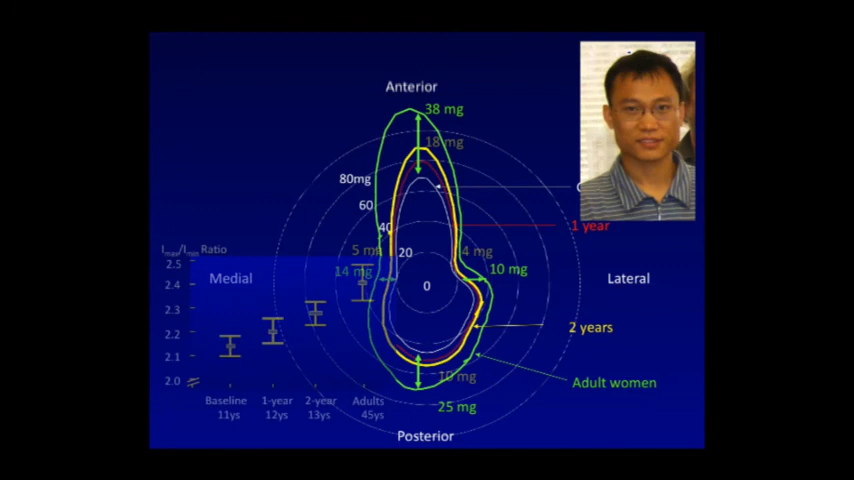 Anterior
38 mg
18 mg
80mg
60
40
1 year
Imax/Imin Ratio
5 m
4 mg
20
2.5
14 mg
10 mg
Medial
0
Lateral
2.4
2.3
2 years
2.2
2.1
10 mg
2.0
Adult women
Baseline 1-year 2-year Adults
11ys 12ys 13ys 45ys
25 mg
Posterior